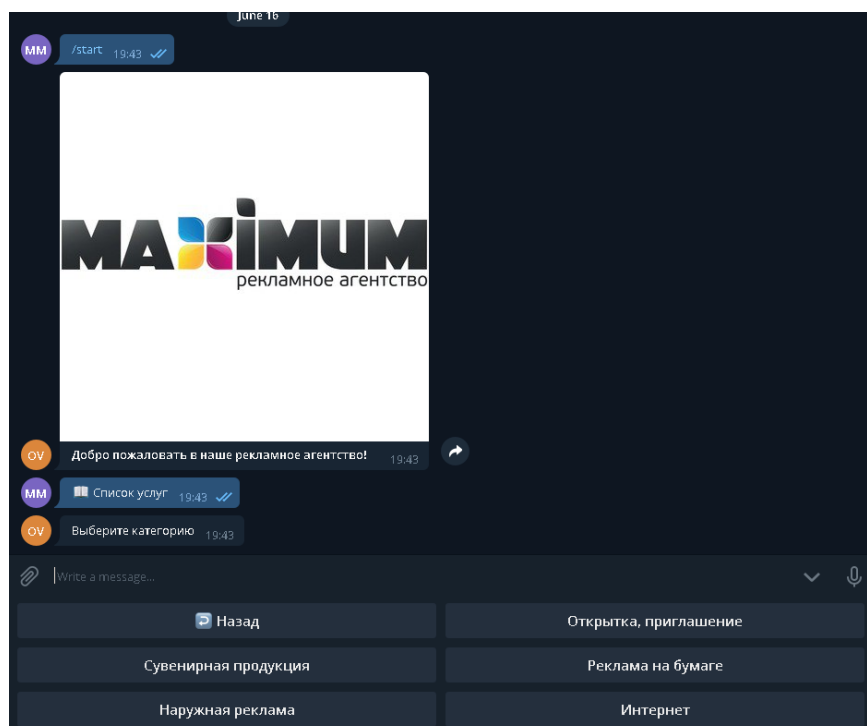 June 16
MM
/start 19:43
MAXIMUM
рекламное агентство
OV
Добро пожаловать в наше рекламное агентство! 19:43
MM
Список услуг 19:43
OV
Выберите категорию 19:43
Write a message...
Назад
Открытка, приглашение
Сувенирная продукция
Реклама на бумаге
Наружная реклама
Интернет